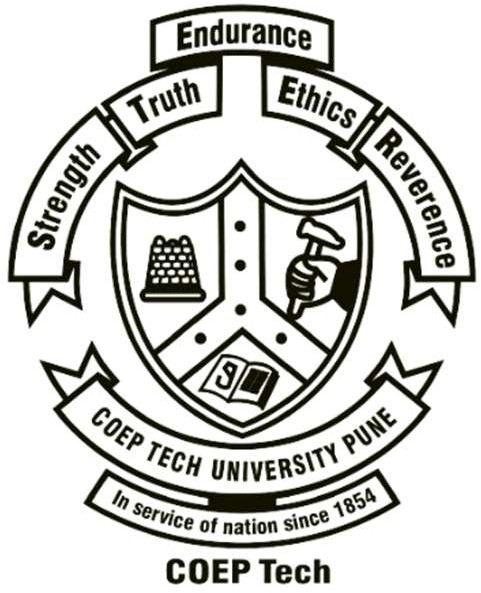 Strength
Truth
Endurance
Ethics
Reverence
COEP TECH UNIVERSITY PUNE
In service of nation since 1854
COEP Tech